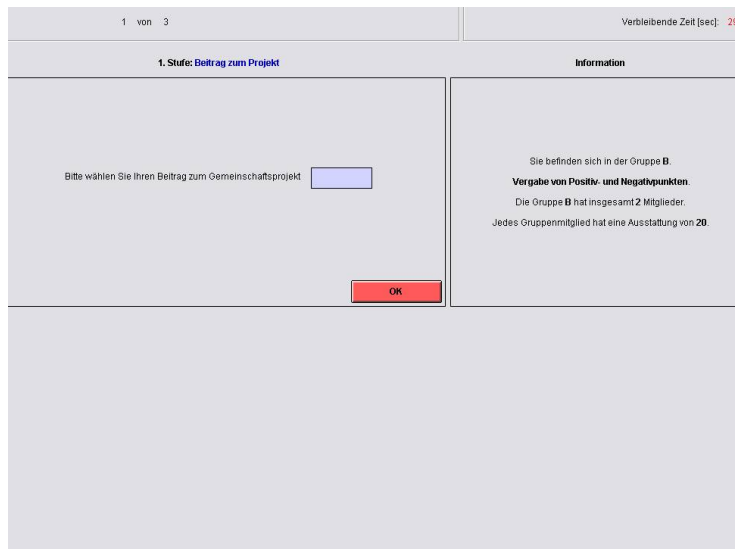 1 von 3
Verbleibende Zeit [sec]: 29
1. Stufe: Beitrag zum Projekt
Information
Bitte wählen Sie Ihren Beitrag zum Gemeinschaftsprojekt
OK
Sie befinden sich in der Gruppe B.
Vergabe von Positiv- und Negativpunkten.
Die Gruppe B hat insgesamt 2 Mitglieder.
Jedes Gruppenmitglied hat eine Ausstattung von 20.